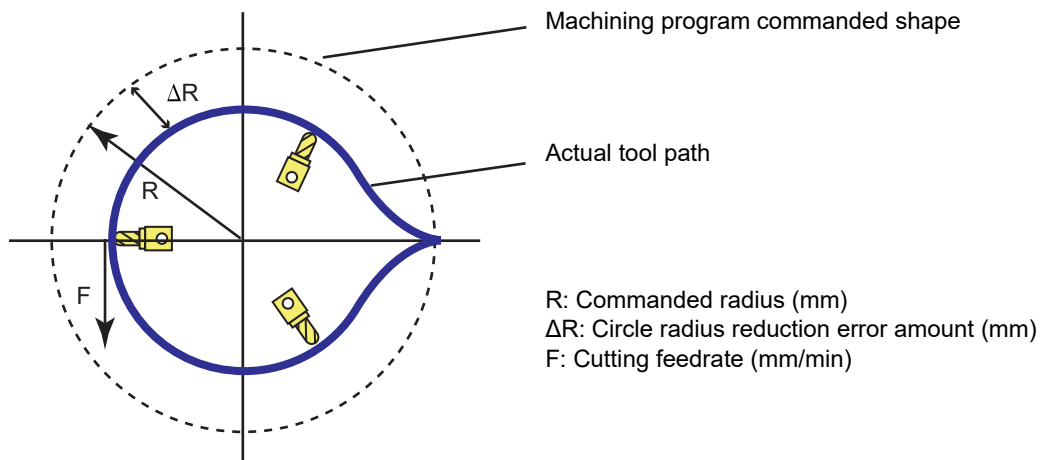 Machining program commanded shape
ΔR
Actual tool path
R
F
R: Commanded radius (mm)
ΔR: Circle radius reduction error amount (mm)
F: Cutting feedrate (mm/min)